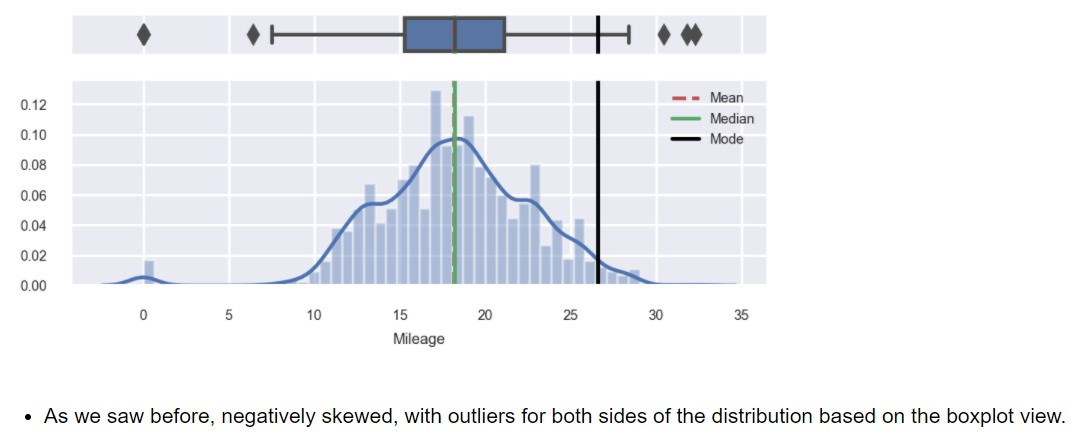 0.12
0.10
0.08
0.06
0.04
0.02
0.00
Mean
Median
Mode
0 5 10 15 20 25 30 35
Mileage
• As we saw before, negatively skewed, with outliers for both sides of the distribution based on the boxplot view.